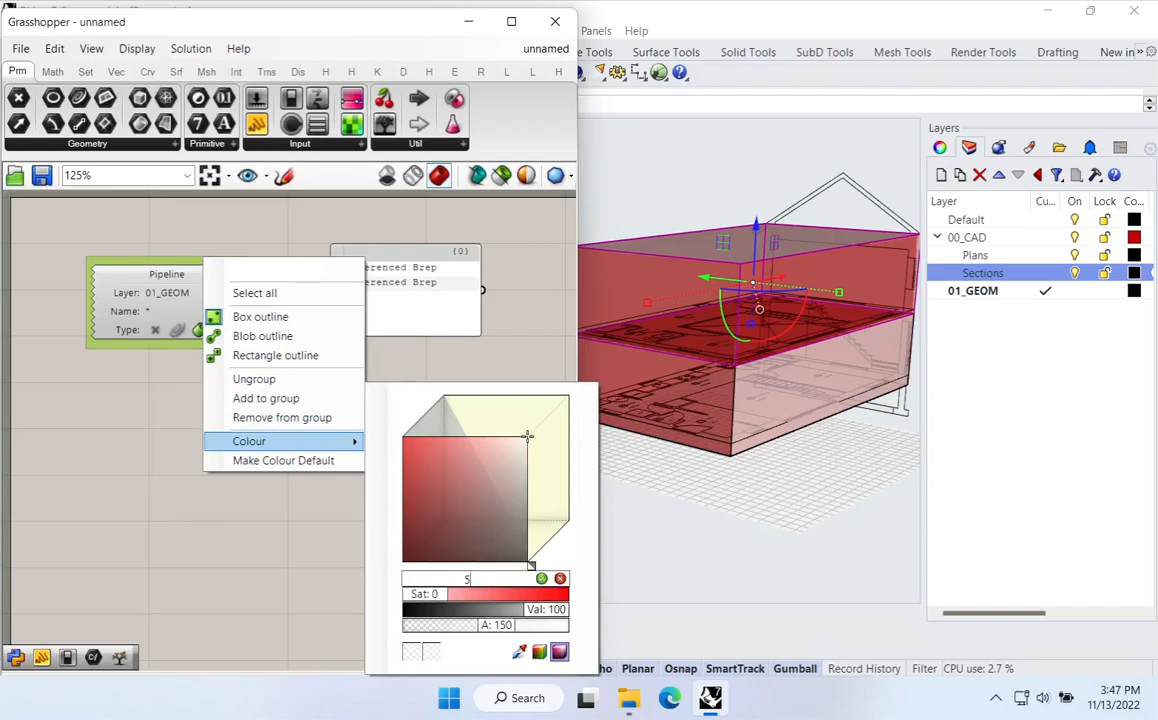 Grasshopper - unnamed
File Edit View Display Solution Help unnamed
Panels Help
Prm Math Set Vec Crv Srf Msh Int Trns Dis H H K D H E R L L H
Surface Tools Solid Tools SubD Tools Mesh Tools Render Tools Drafting New in
Geometry Primitive Input Util
125%
Layers
Layer Cu... On Lock Co...
Default
00_CAD
Plans
Sections
01_GEOM
{0}
erenced Brep
erenced Brep
Pipeline
Layer: 01_GEOM
Name: *
Type:
Select all
Box outline
Blob outline
Rectangle outline
Ungroup
Add to group
Remove from group
Colour
Make Colour Default
5
Sat: 0
Val: 100
A: 150
Planar Osnap SmartTrack Gumball Record History Filter CPU use: 2.7 %
Search
3:47 PM
11/13/2022